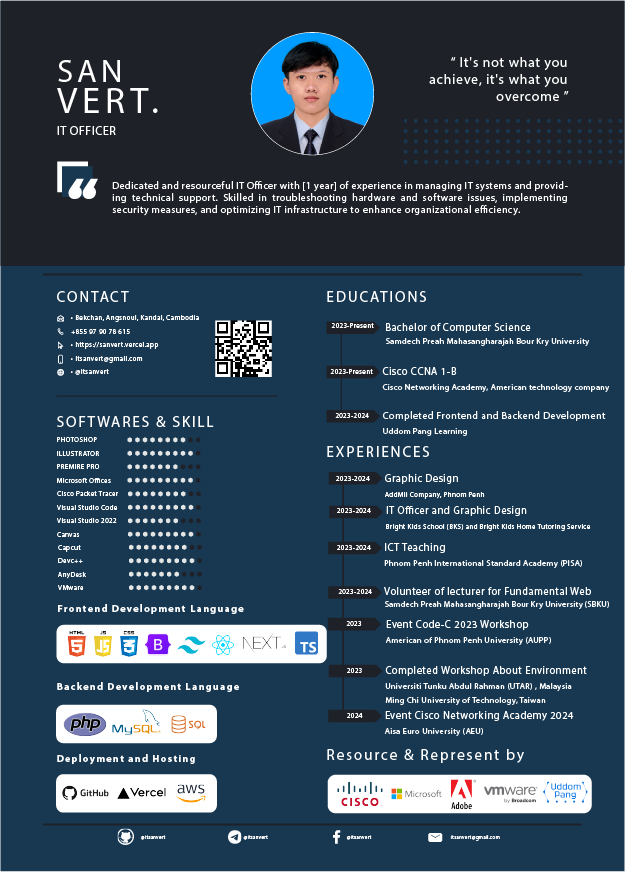 SAN
VERT.
IT OFFICER
“ It's not what you
achieve, it's what you
overcome ”
Dedicated and resourceful IT Officer with [1 year] of experience in managing IT systems and provid-
ing technical support. Skilled in troubleshooting hardware and software issues, implementing
security measures, and optimizing IT infrastructure to enhance organizational efficiency.
CONTACT
• Bekchan, Angsnoul, Kandal, Cambodia
+855 97 90 78 615
• https://sanvert.vercel.app
• itsanvert@gmail.com
• @itsanvert
SOFTWARES & SKILL
PHOTOSHOP
ILLUSTRATOR
PREMIRE PRO
Microsoft Offices
Cisco Packet Tracer
Visual Studio Code
Visual Studio 2022
Canvas
Capcut
Devc++
AnyDesk
VMware
Frontend Development Language
HTML
5
JS
JS
CSS
3
B
NEXT.JS
TS
Backend Development Language
php
MySQL
SQL
Deployment and Hosting
GitHub
Vercel
aws
EDUCATIONS
2023-Present
Bachelor of Computer Science
Samdech Preah Mahasangharajah Bour Kry University
2023-Present
Cisco CCNA 1-B
Cisco Networking Academy, American technology company
2023-2024
Completed Frontend and Backend Development
Uddom Pang Learning
EXPERIENCES
2023-2024
Graphic Design
AddMii Company, Phnom Penh
2023-2024
IT Officer and Graphic Design
Bright Kids School (BKS) and Bright Kids Home Tutoring Service
2023-2024
ICT Teaching
Phnom Penh International Standard Academy (PISA)
2023-2024
Volunteer of lecturer for Fundamental Web
Samdech Preah Mahasangharajah Bour Kry University (SBKU)
2023
Event Code-C 2023 Workshop
American of Phnom Penh University (AUPP)
2023
Completed Workshop About Environment
Universiti Tunku Abdul Rahman (UTAR) , Malaysia
Ming Chi University of Technology, Taiwan
2024
Event Cisco Networking Academy 2024
Aisa Euro University (AEU)
Resource & Represent by
CISCO
Microsoft
Adobe
vmware
by Broadcom
Uddom
Pang
@itsanvert
@itsanvert
@itsanvert
itsanvert@gmail.com